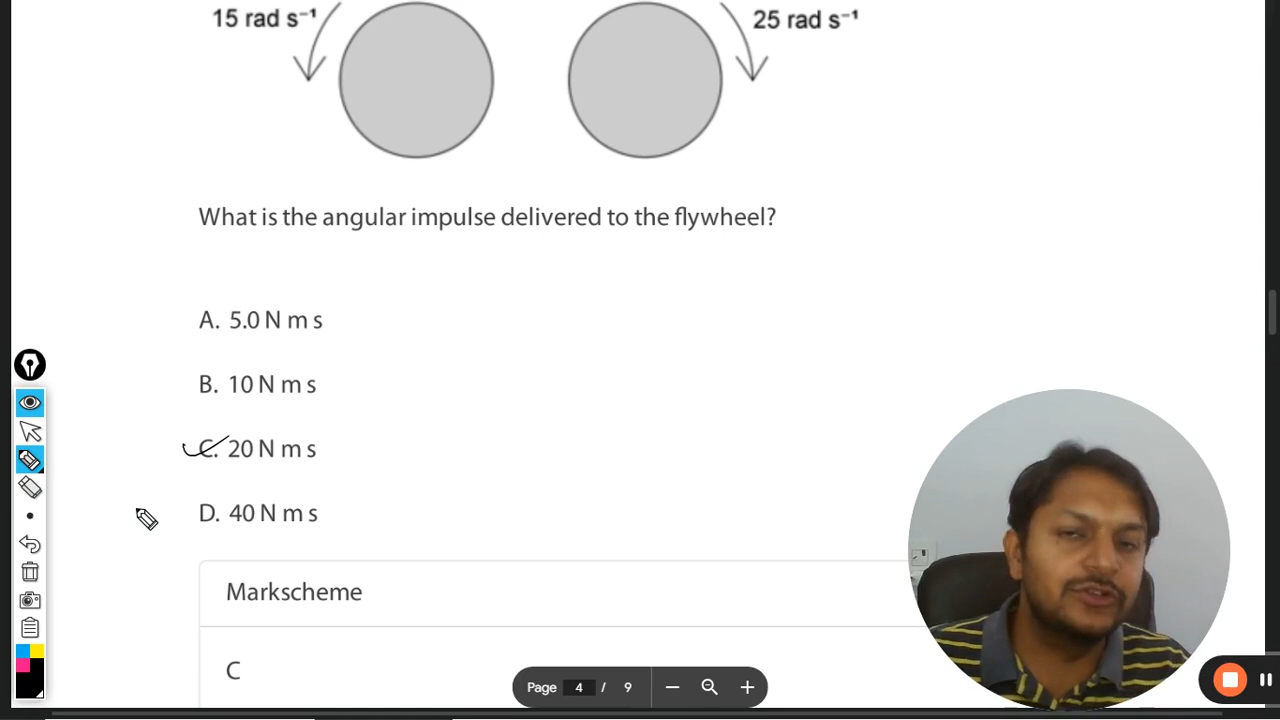 15 rad s⁻¹
25 rad s⁻¹
What is the angular impulse delivered to the flywheel?
A. 5.0 N m s
B. 10 N m s
C. 20 N m s
D. 40 N m s
Markscheme
C
Page 4 / 9